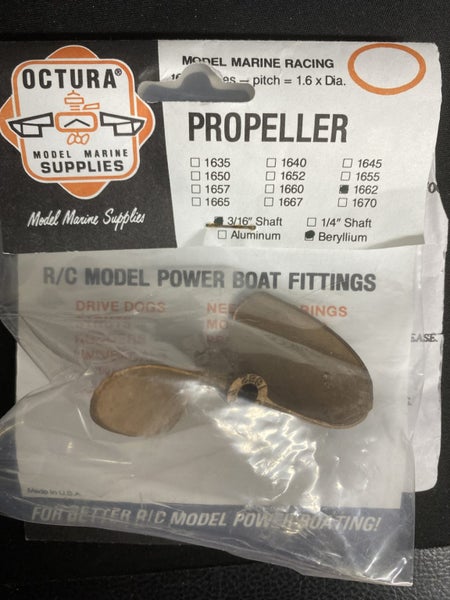 OCTURA®
MODEL MARINE
SUPPLIES
Model Marine Supplies
MODEL MARINE RACING
pitch = 1.6 x Dia.
PROPELLER
1635 1640 1645
1650 1652 1655
1657 1660 1662
1665 1667 1670
3/16" Shaft 1/4" Shaft
Aluminum Beryllium
R/C MODEL POWER BOAT FITTINGS
DRIVE DOGS
EASE.
Made in U.S.A.
FOR BETTER R/C MODEL POWER BOATING!